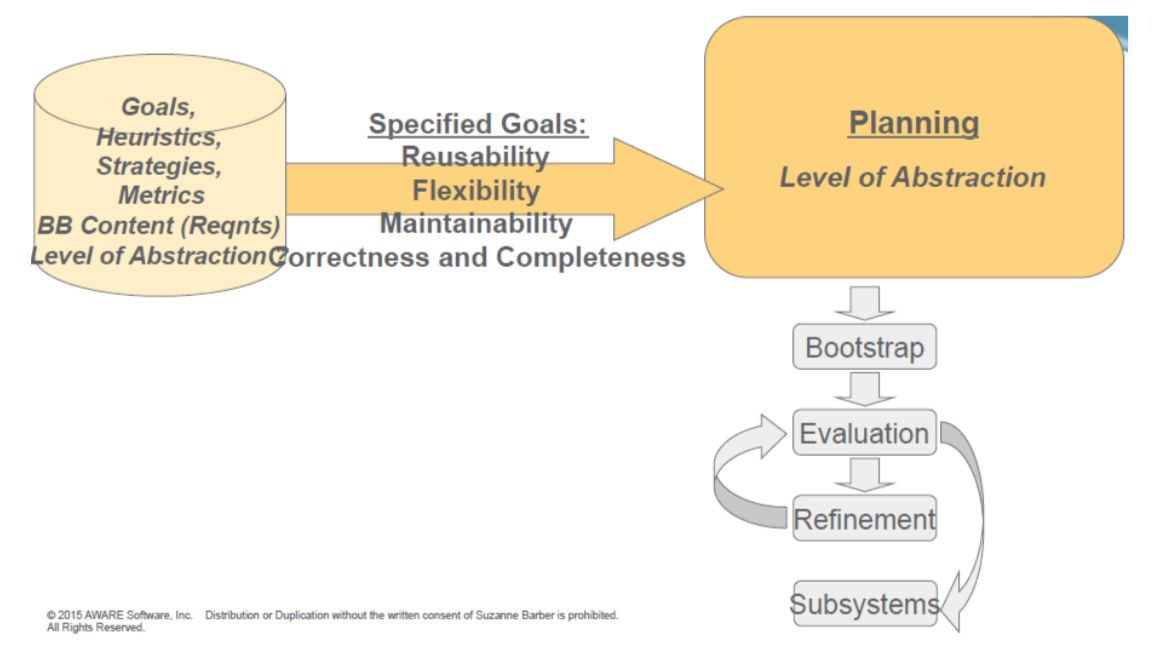 Goals,
Heuristics,
Strategies,
Metrics
BB Content (Reqnts)
Level of Abstraction?
Specified Goals:
Reusability
Flexibility
Maintainability
Correctness and Completeness
Planning
Level of Abstraction
Bootstrap
Evaluation
Refinement
Subsystems
© 2015 AWARE Software, Inc. Distribution or Duplication without the written consent of Suzanne Barber is prohibited.
All Rights Reserved.